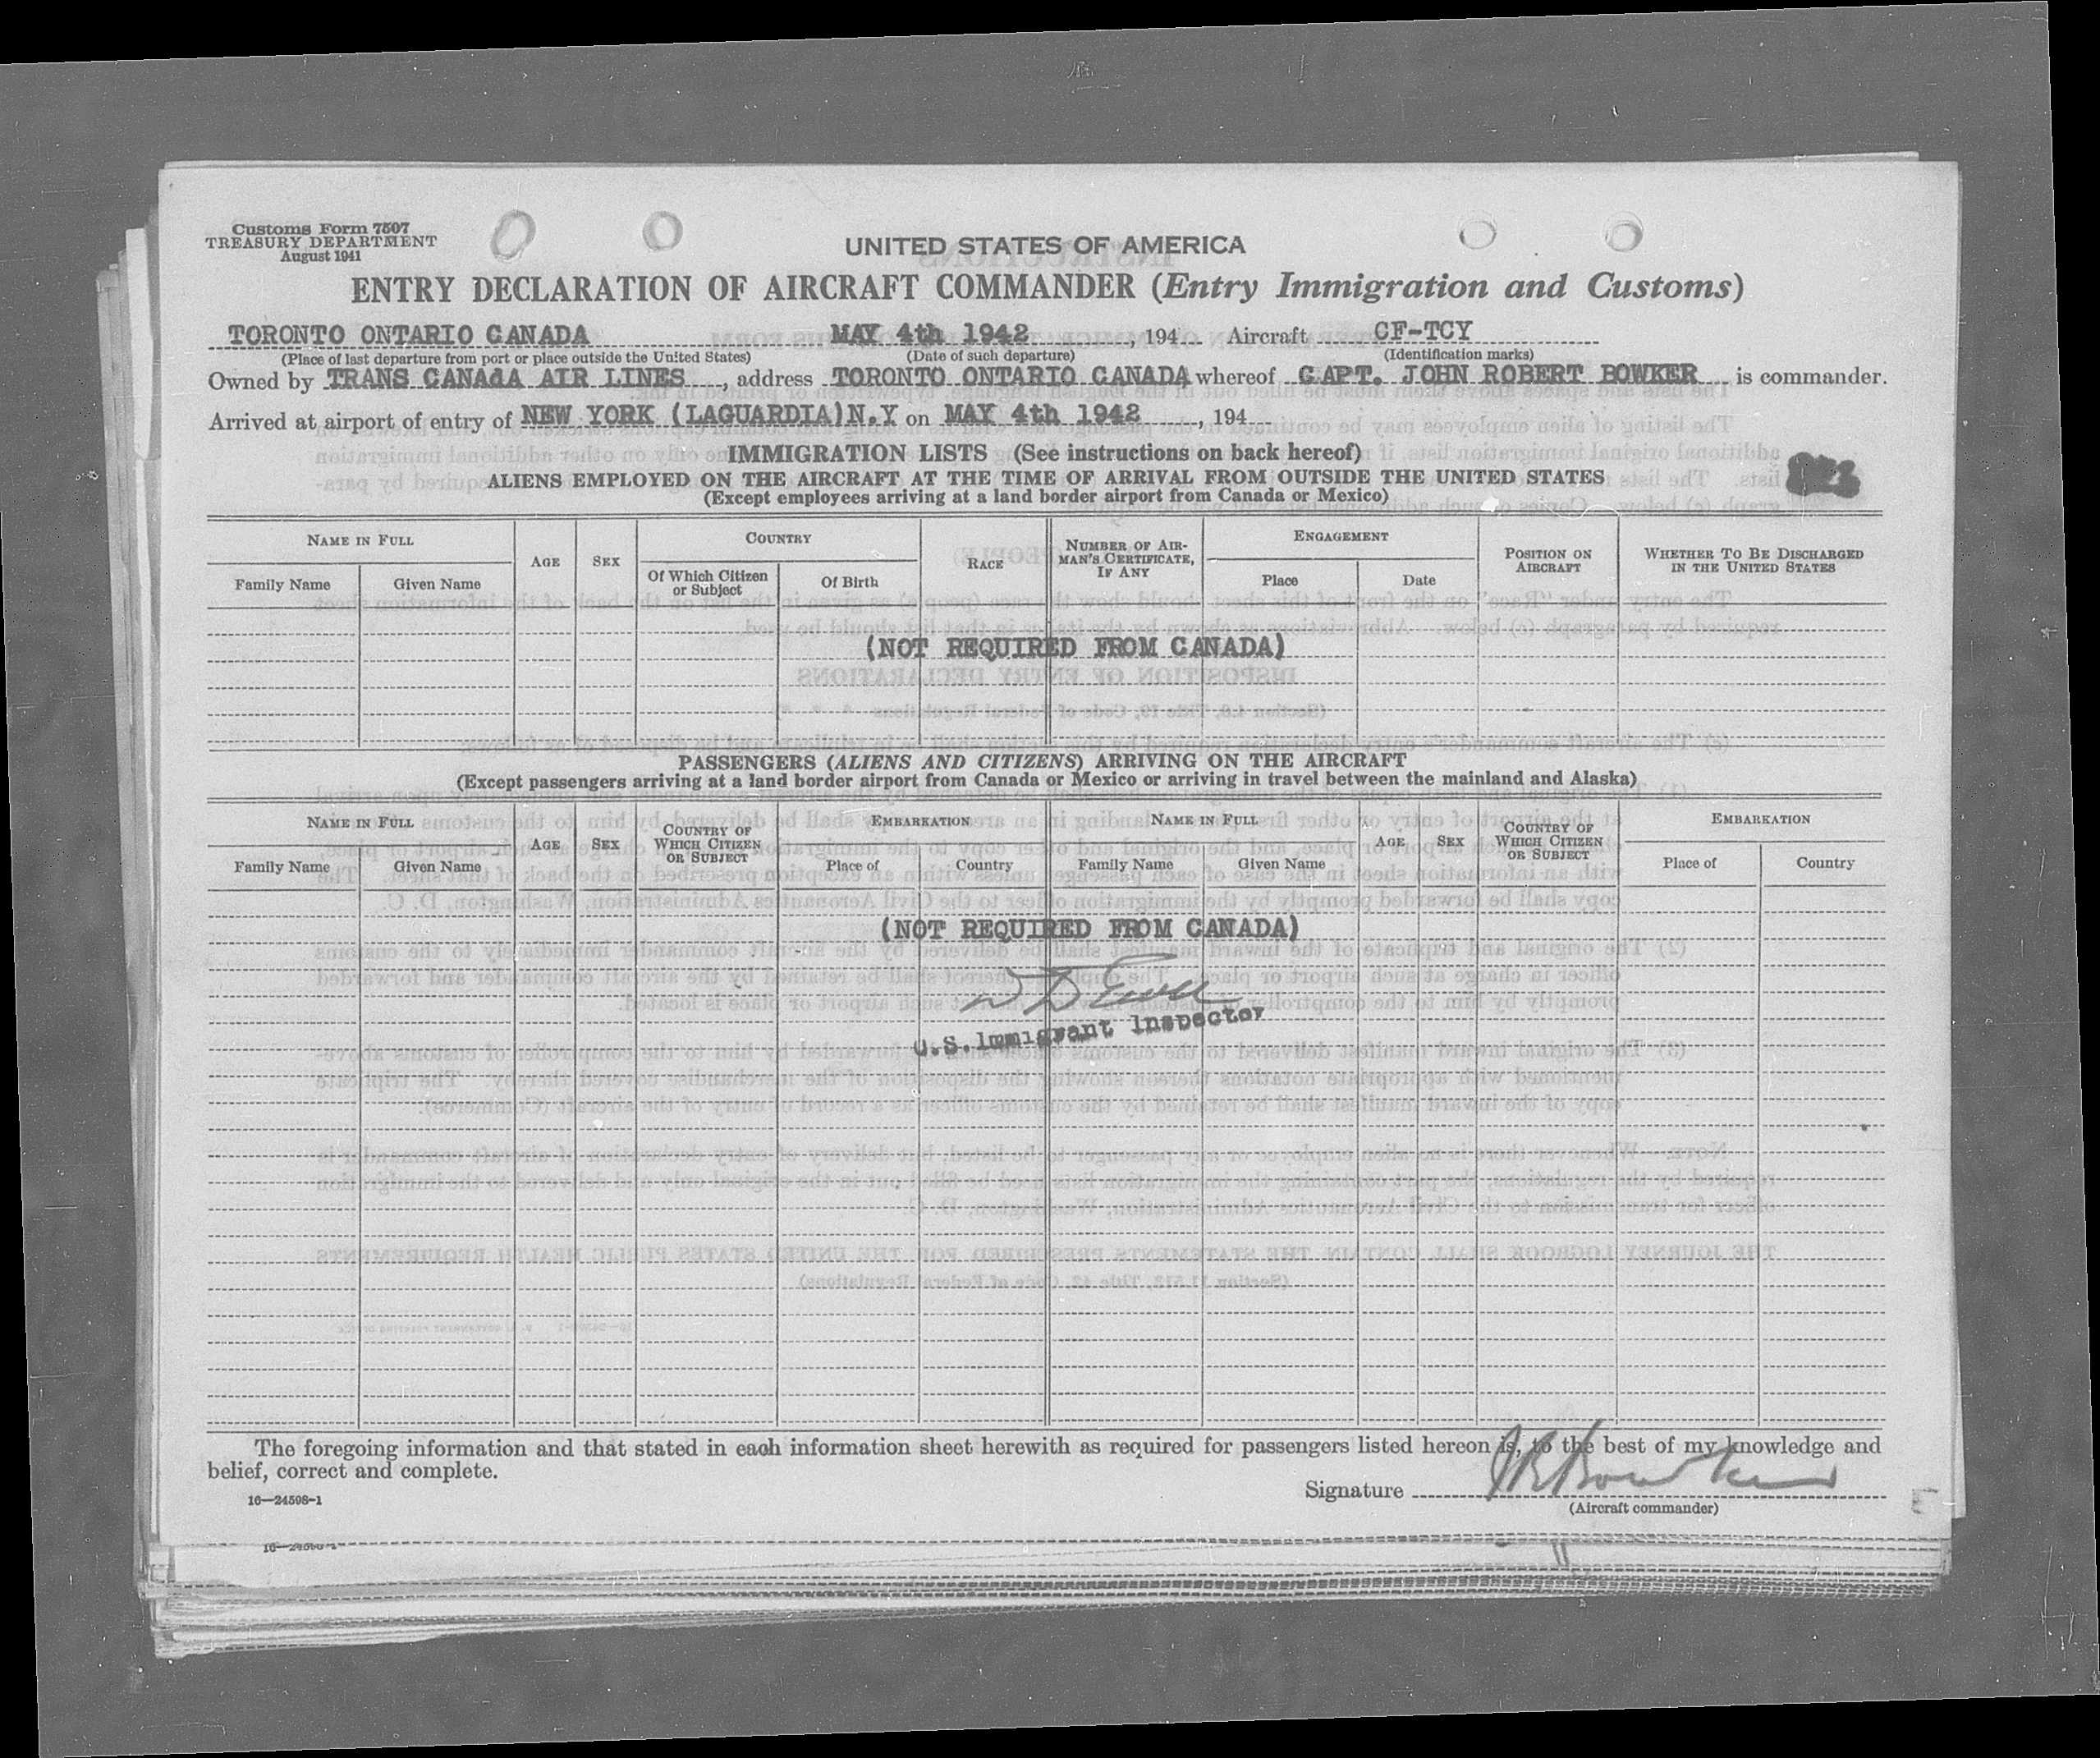 Customs Form 7507
TREASURY DEPARTMENT
August 1941
UNITED STATES OF AMERICA
ENTRY DECLARATION OF AIRCRAFT COMMANDER (Entry Immigration and Customs)
TORONTO ONTARIO CANADA MAY 4th 1942, 194 Aircraft CF-TCY
(Place of last departure from port or place outside the United States) (Date of such departure) (Identification marks)
Owned by TRANS CANAdA AIR LINES, address TORONTO ONTARIO CANADA whereof CAPT. JOHN ROBERT BOWKER is commander.
Arrived at airport of entry of NEW YORK (LAGUARDIA)N.Y on MAY 4th 1942, 194
IMMIGRATION LISTS (See instructions on back hereof)
ALIENS EMPLOYED ON THE AIRCRAFT AT THE TIME OF ARRIVAL FROM OUTSIDE THE UNITED STATES
(Except employees arriving at a land border airport from Canada or Mexico)
NAME IN FULL
Family Name Given Name
AGE
SEX
COUNTRY
Of Which Citizen or Subject
Of Birth
RACE
NUMBER OF AIRMAN'S CERTIFICATE, IF ANY
ENGAGEMENT
Place Date
POSITION ON AIRCRAFT
WHETHER TO BE DISCHARGED IN THE UNITED STATES
(NOT REQUIRED FROM CANADA)
PASSENGERS (ALIENS AND CITIZENS) ARRIVING ON THE AIRCRAFT
(Except passengers arriving at a land border airport from Canada or Mexico or arriving in travel between the mainland and Alaska)
NAME IN FULL
Family Name Given Name
AGE
SEX
COUNTRY OF WHICH CITIZEN OR SUBJECT
EMBARKATION
Place of Country
NAME IN FULL
Family Name Given Name
AGE
SEX
COUNTRY OF WHICH CITIZEN OR SUBJECT
EMBARKATION
Place of Country
(NOT REQUIRED FROM CANADA)
U.S. Immigrant Inspector
The foregoing information and that stated in each information sheet herewith as required for passengers listed hereon is, to the best of my knowledge and
belief, correct and complete.
Signature JRBowker
(Aircraft commander)
16—24598-1